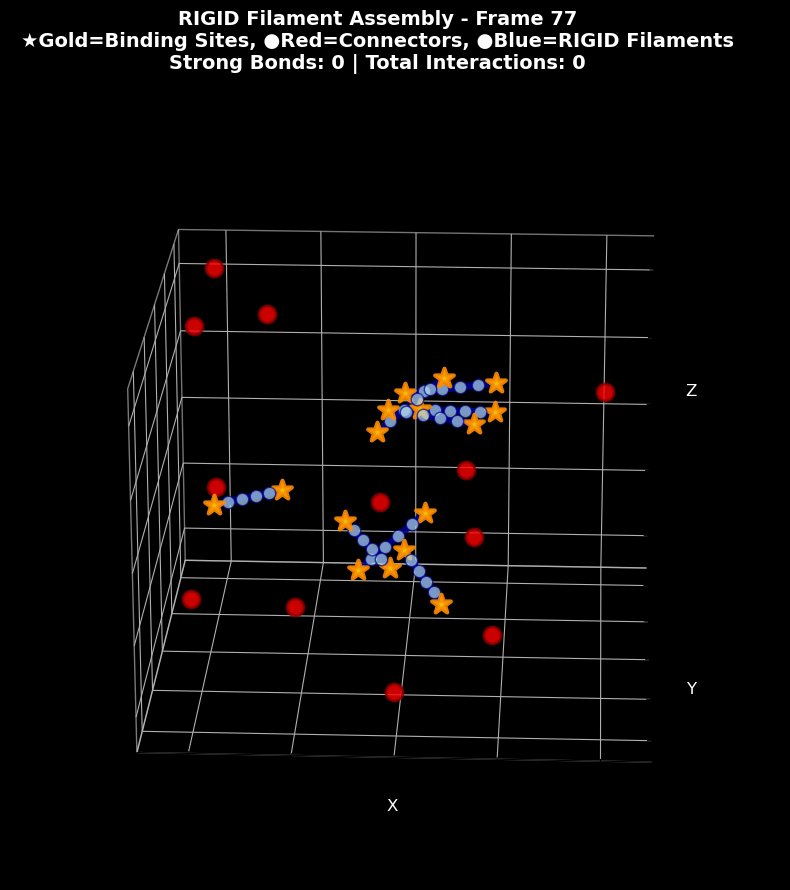 RIGID Filament Assembly - Frame 77
★Gold=Binding Sites, ●Red=Connectors, ●Blue=RIGID Filaments
Strong Bonds: 0 | Total Interactions: 0
Z
Y
X